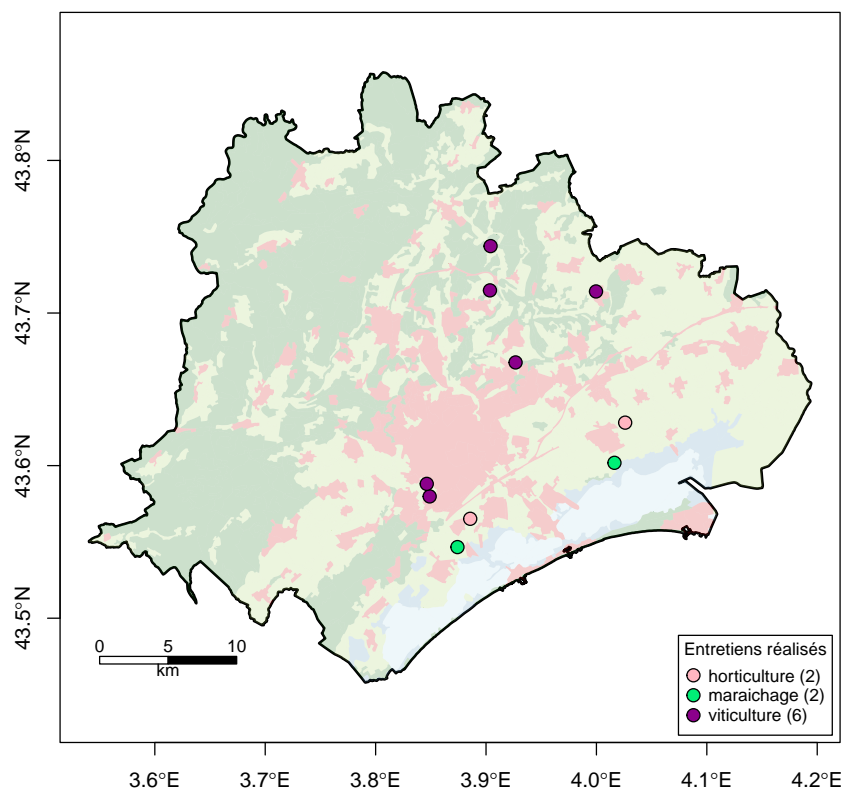 43.8°N
43.7°N
43.6°N
43.5°N
0 5 10
km
Entretiens réalisés
horticulture (2)
maraichage (2)
viticulture (6)
3.6°E 3.7°E 3.8°E 3.9°E 4.0°E 4.1°E 4.2°E